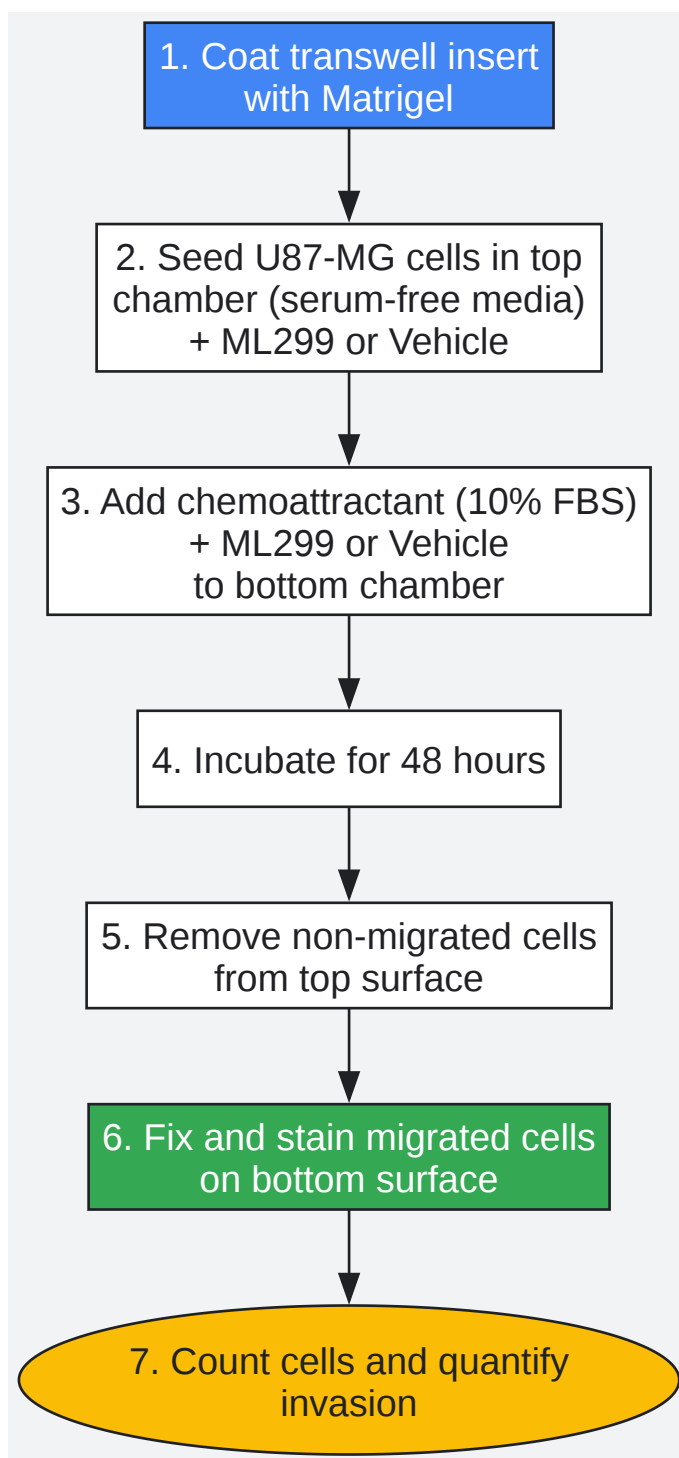 1. Coat transwell insert
with Matrigel
2. Seed U87-MG cells in top
chamber (serum-free media)
+ ML299 or Vehicle
3. Add chemoattractant (10% FBS)
+ ML299 or Vehicle
to bottom chamber
4. Incubate for 48 hours
5. Remove non-migrated cells
from top surface
6. Fix and stain migrated cells
on bottom surface
7. Count cells and quantify
invasion